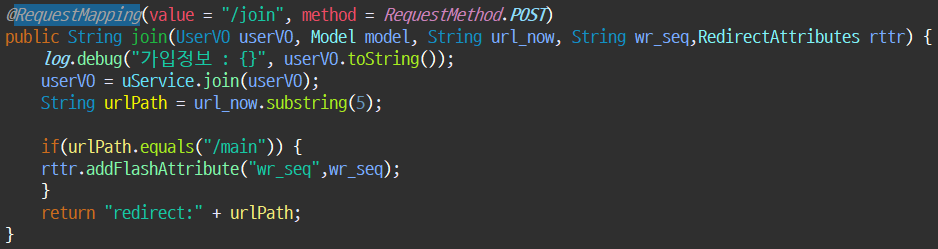 @RequestMapping(value = "/join", method = RequestMethod.POST)
public String join(UserVO userVO, Model model, String url_now, String wr_seq,RedirectAttributes rttr) {
log.debug("가입정보 : {}", userVO.toString());
userVO = uService.join(userVO);
String urlPath = url_now.substring(5);
if(urlPath.equals("/main")) {
rttr.addFlashAttribute("wr_seq",wr_seq);
}
return "redirect:" + urlPath;
}